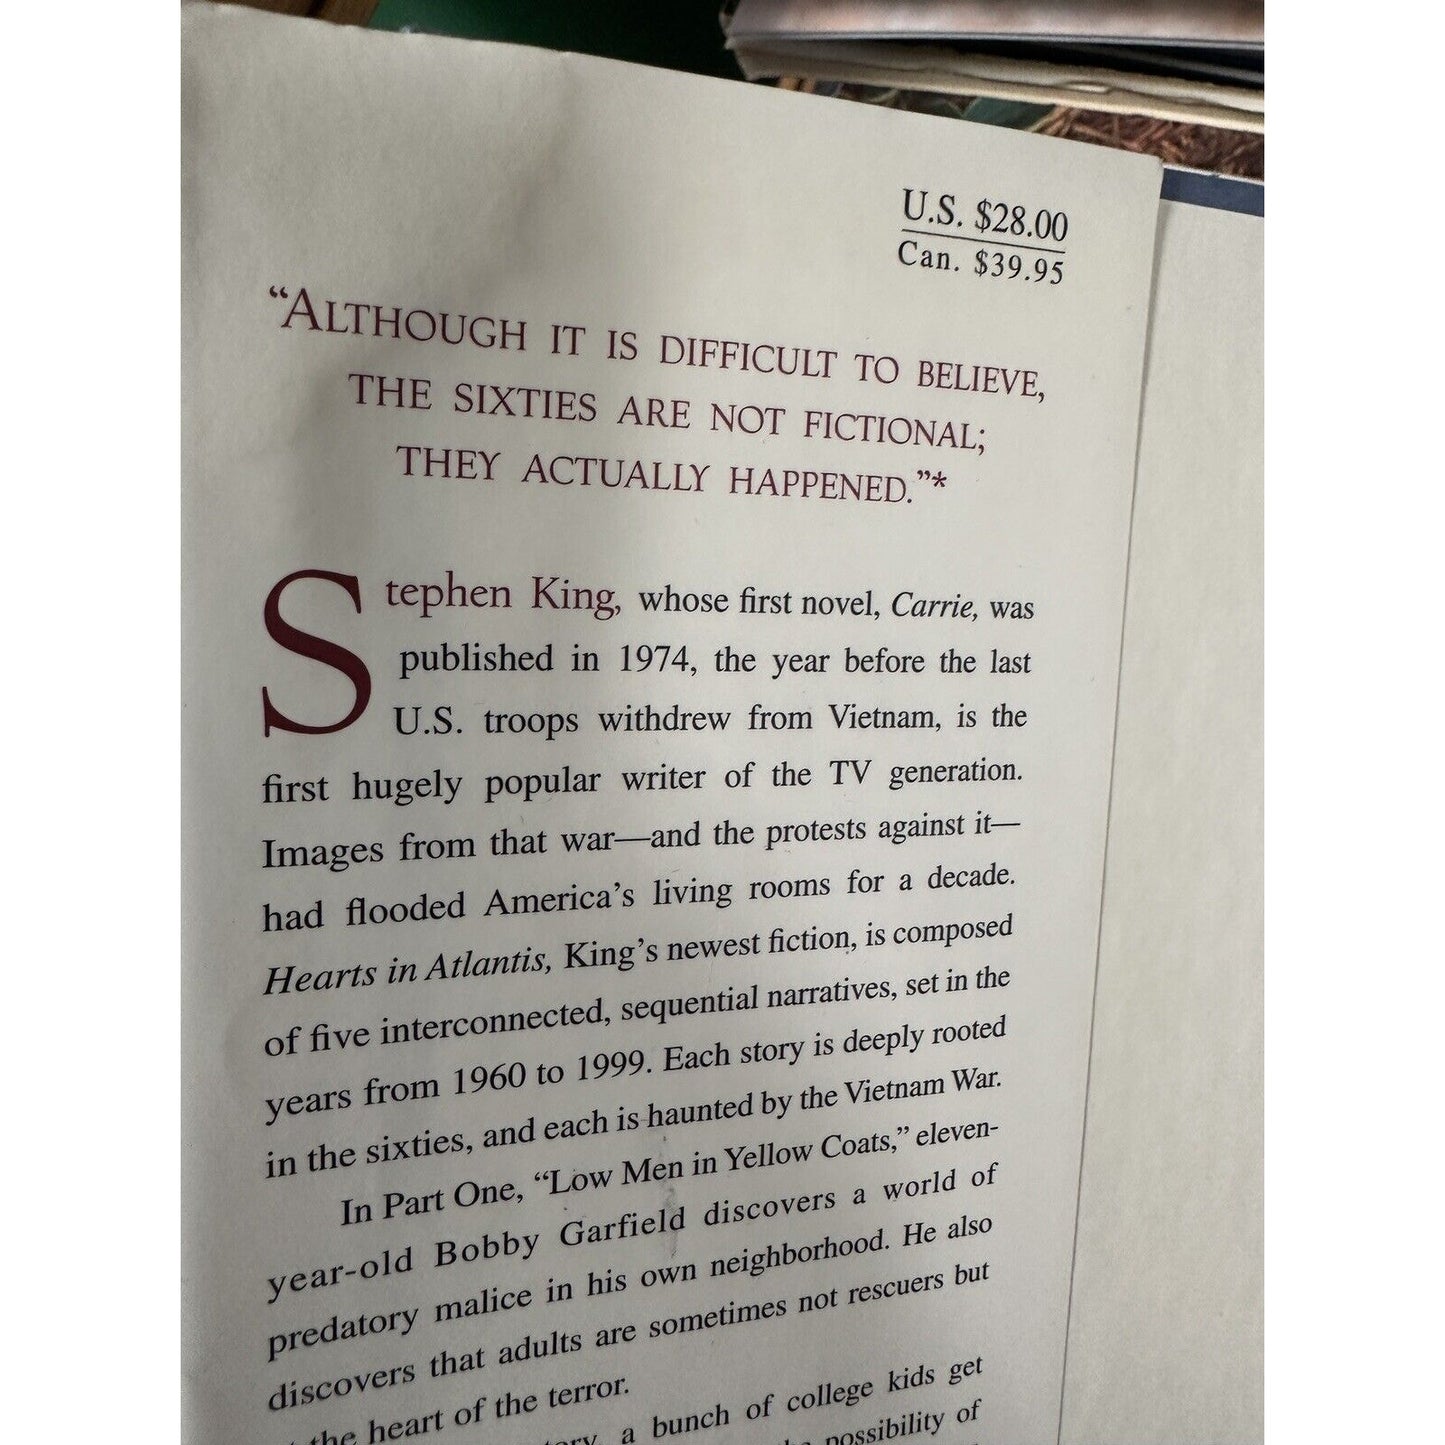 U.S. $28.00
Can. $39.95
“ALTHOUGH IT IS DIFFICULT TO BELIEVE,
THE SIXTIES ARE NOT FICTIONAL;
THEY ACTUALLY HAPPENED.”*
Stephen King, whose first novel, Carrie, was
published in 1974, the year before the last
U.S. troops withdrew from Vietnam, is the
first hugely popular writer of the TV generation.
Images from that war—and the protests against it—
had flooded America’s living rooms for a decade.
Hearts in Atlantis, King’s newest fiction, is composed
of five interconnected, sequential narratives, set in the
years from 1960 to 1999. Each story is deeply rooted
in the sixties, and each is haunted by the Vietnam War.
In Part One, “Low Men in Yellow Coats,” eleven-
year-old Bobby Garfield discovers a world of
predatory malice in his own neighborhood. He also
discovers that adults are sometimes not rescuers but
the heart of the terror.
a bunch of college kids get
possibility of